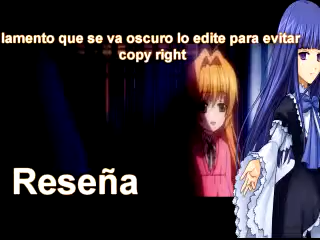 lamento que se va oscuro lo edite para evitar
copy right
Reseña